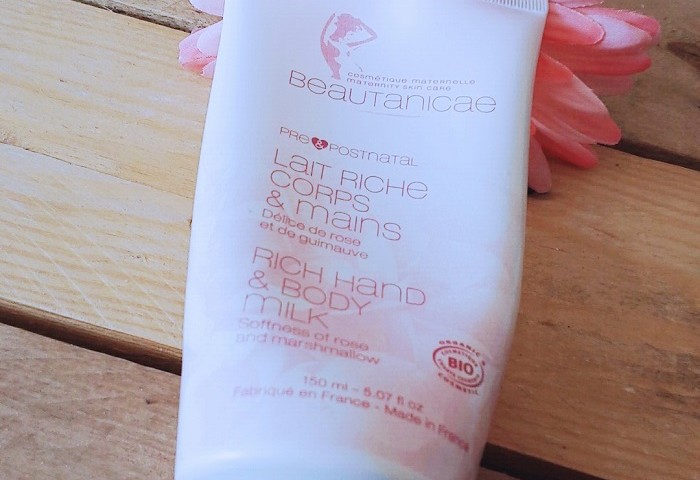 cosmétique maternelle
maternity skin care
Beautanicae
Pre & Postnatal
Lait riche
corps
& mains
Délice de rose
et de guimauve
Rich hand
& body
milk
Softness of rose
and marshmallow
Organic
BIO
Cosmetic
150 ml - 5.07 fl oz
Fabriqué en France - Made in France